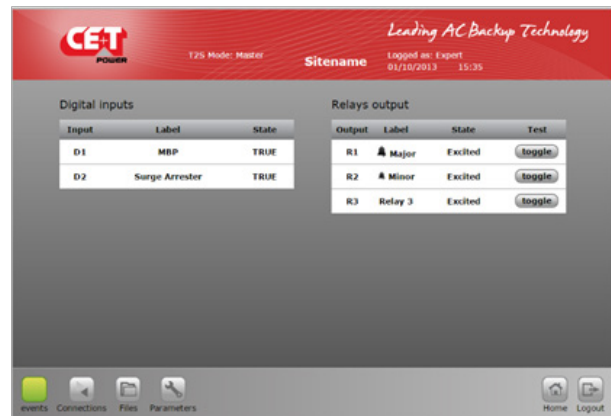 CE+T
POWER
Leading AC Backup Technology
T2S Mode: Master
Sitename
Logged as: Expert
01/10/2013 15:35
Digital inputs
Input Label State
D1 MBP TRUE
D2 Surge Arrester TRUE
Relays output
Output Label State Test
R1 Major Excited toggle
R2 Minor Excited toggle
R3 Relay 3 Excited toggle
events Connections Files Parameters Home Logout